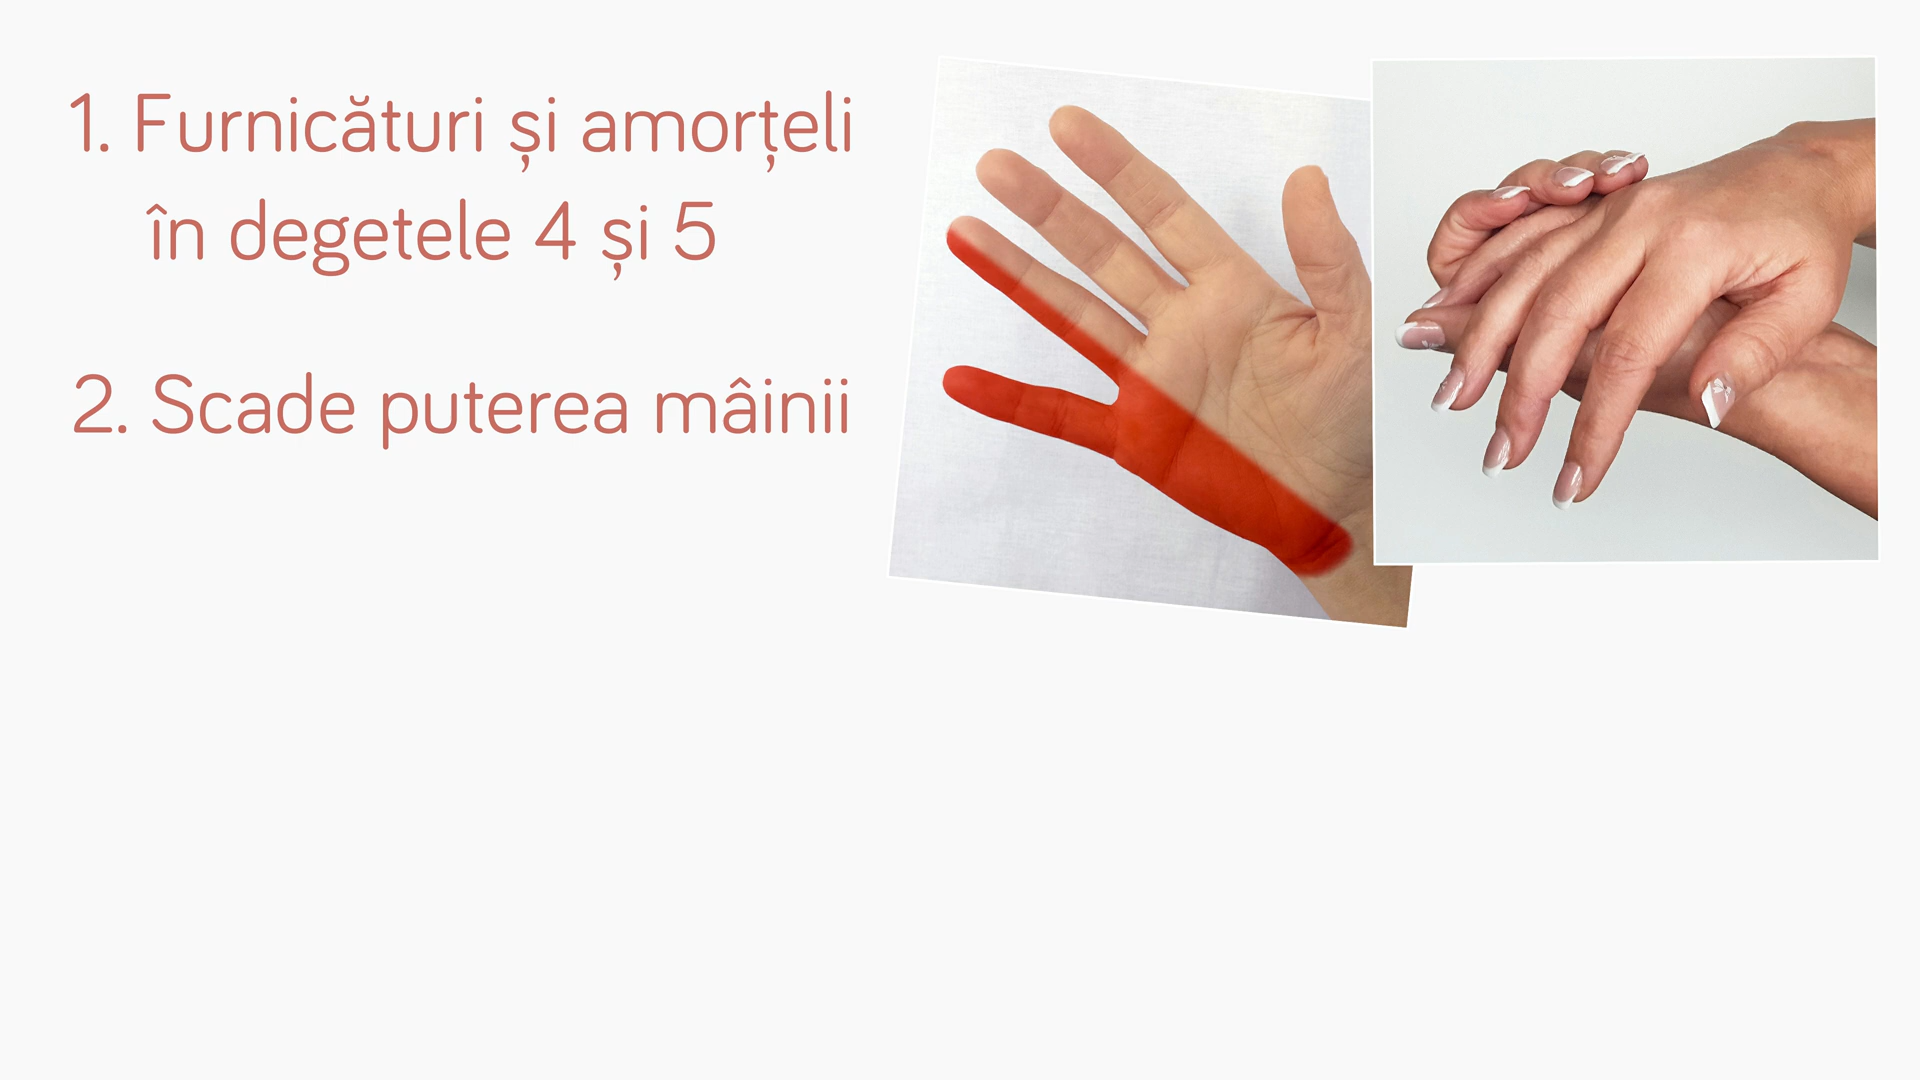 1. Furnicături și amorțeli
în degetele 4 și 5
2. Scade puterea mâinii